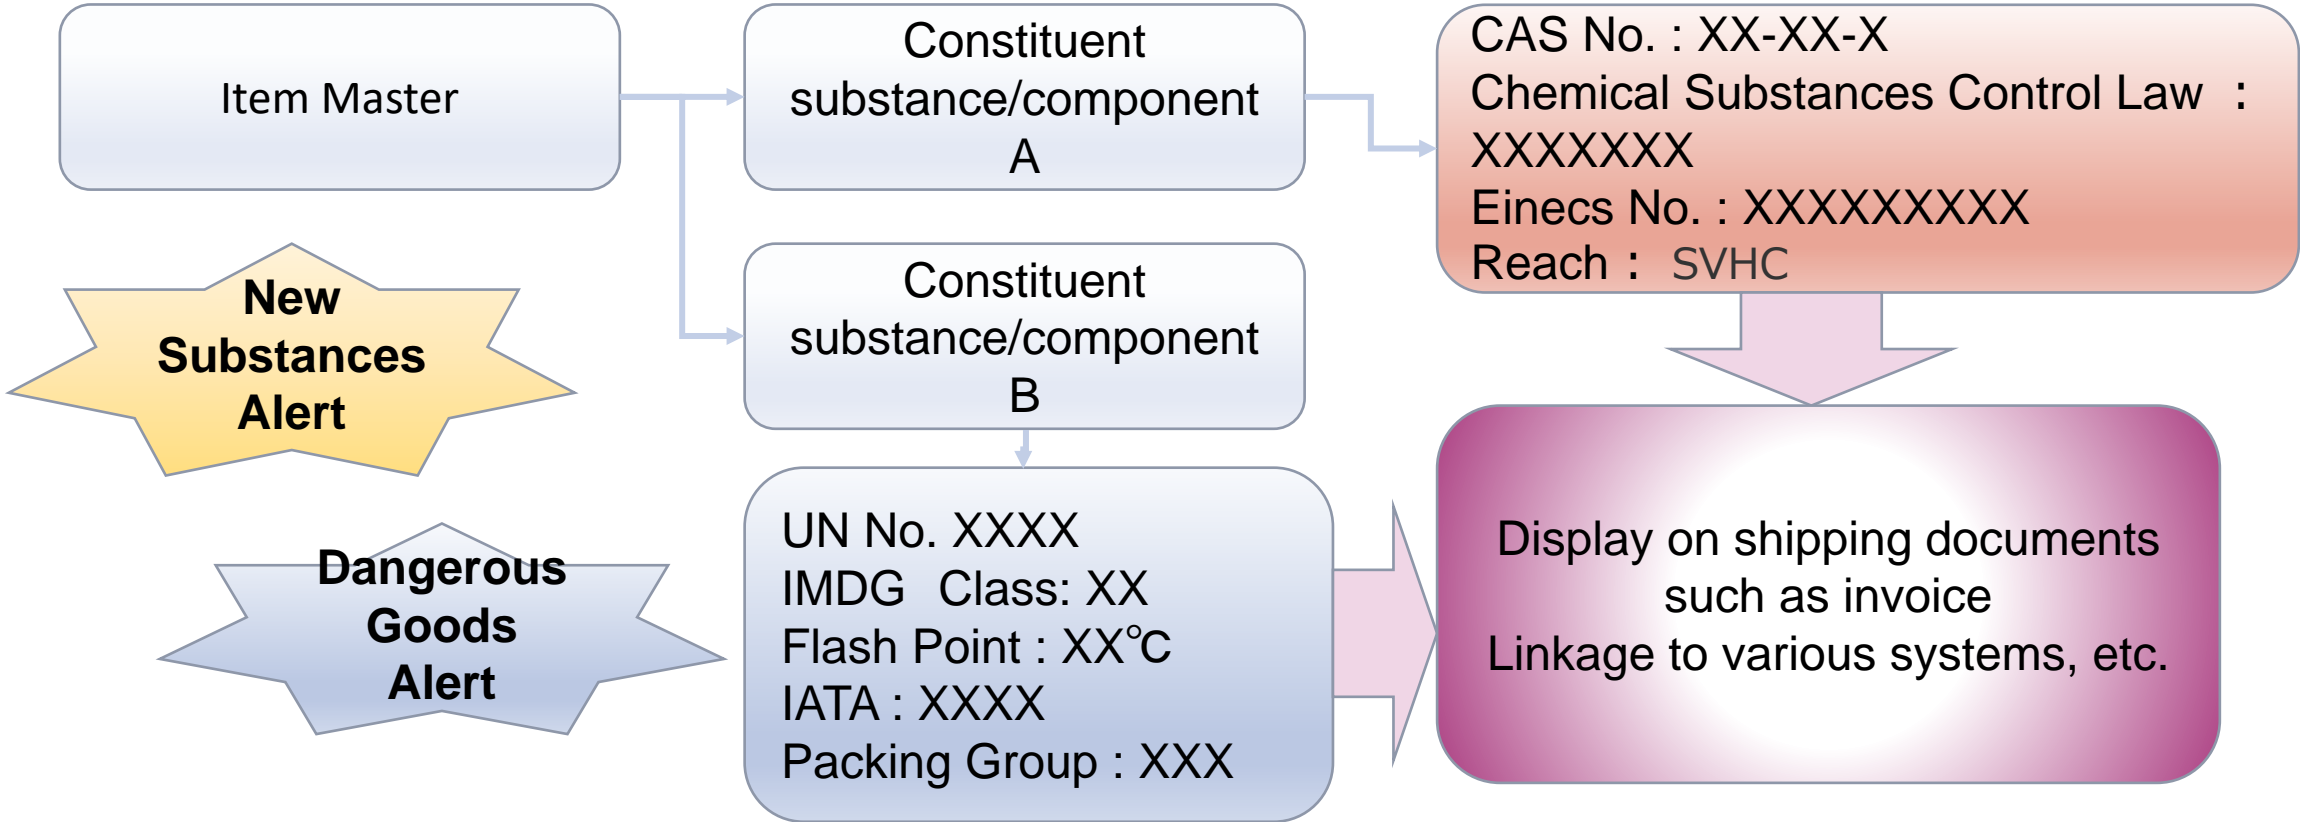 Item Master
Constituent
substance/component
A
CAS No. : XX-XX-X
Chemical Substances Control Law ：
XXXXXXX
Einecs No. : XXXXXXXXX
Reach： SVHC
New
Substances
Alert
Constituent
substance/component
B
Dangerous
Goods
Alert
UN No. XXXX
IMDG Class: XX
Flash Point : XX℃
IATA : XXXX
Packing Group : XXX
Display on shipping documents
such as invoice
Linkage to various systems, etc.